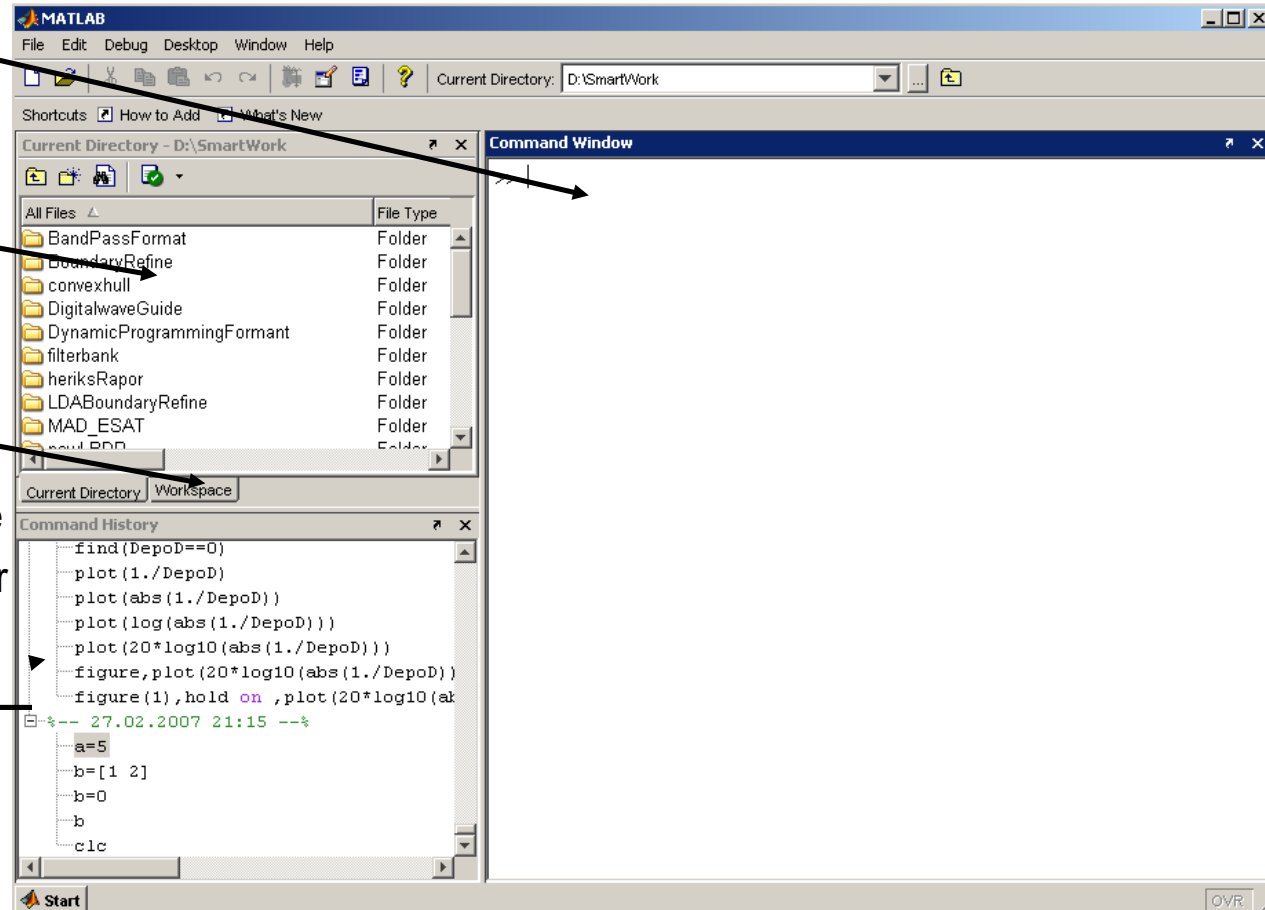 MATLAB
File Edit Debug Desktop Window Help
Current Directory: D:\SmartWork
...
Shortcuts How to Add What's New
Current Directory - D:\SmartWork
All Files File Type
BandPassFormat Folder
BoundaryRefine Folder
convexhull Folder
DigitalwaveGuide Folder
DynamicProgrammingFormant Folder
filterbank Folder
heriksRapor Folder
LDABoundaryRefine Folder
MAD_ESAT Folder
Folder
Current Directory Workspace
Command History
find(DepoD==0)
plot(1./DepoD)
plot(abs(1./DepoD))
plot(log(abs(1./DepoD)))
plot(20*log10(abs(1./DepoD)))
figure,plot(20*log10(abs(1./DepoD))
figure(1),hold on ,plot(20*log10(ab
%-- 27.02.2007 21:15 --%
a=5
b=[1 2]
b=0
b
clc
Command Window
>>
Start
OVR